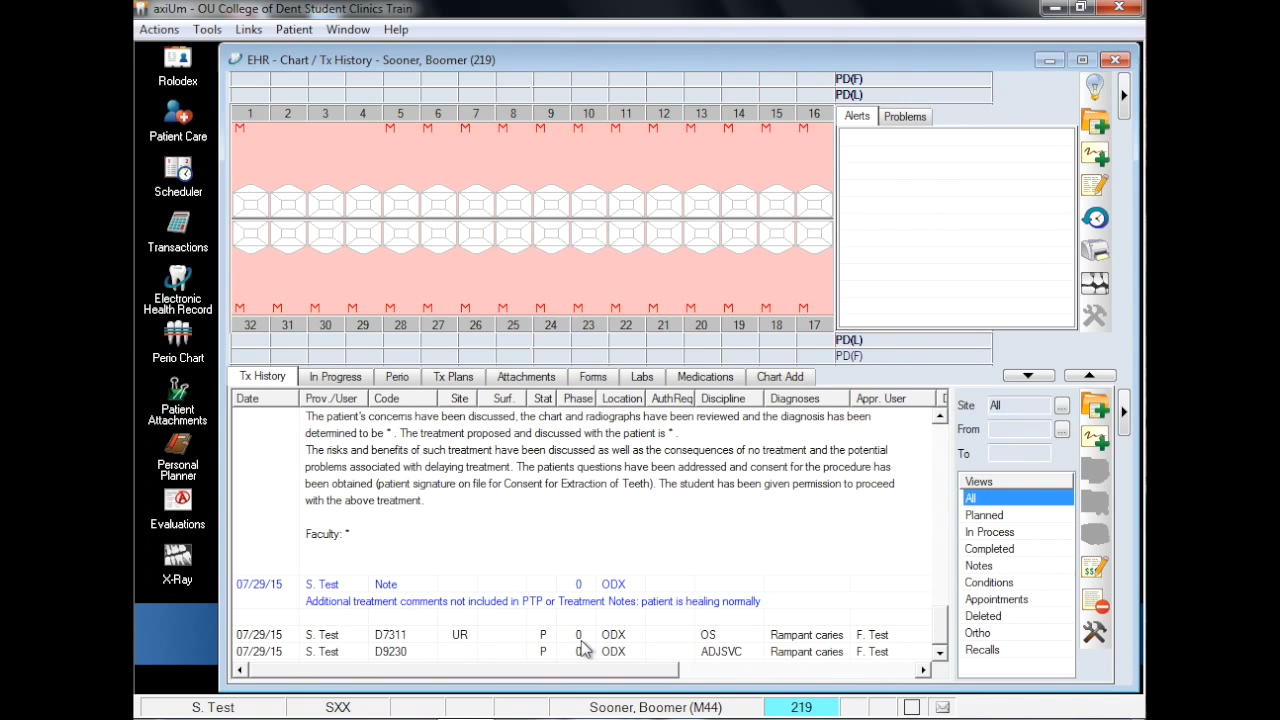 axiUm - OU College of Dent Student Clinics Train
Actions Tools Links Patient Window Help
Rolodex
Patient Care
Scheduler
Transactions
Electronic
Health Record
Perio Chart
Patient
Attachments
Personal
Planner
Evaluations
X-Ray
EHR - Chart / Tx History - Sooner, Boomer (219)
PD(F)
PD(L)
1 2 3 4 5 6 7 8 9 10 11 12 13 14 15 16
M M M M M M M M M M M M M
M M M M M M M M M M M M M M M M
32 31 30 29 28 27 26 25 24 23 22 21 20 19 18 17
PD(L)
PD(F)
Alerts Problems
Tx History In Progress Perio Tx Plans Attachments Forms Labs Medications Chart Add
Date Prov./User Code Site Surf. Stat Phase Location AuthReq Discipline Diagnoses Appr. User
The patient's concerns have been discussed, the chart and radiographs have been reviewed and the diagnosis has been
determined to be * . The treatment proposed and discussed with the patient is * .
The risks and benefits of such treatment have been discussed as well as the consequences of no treatment and the potential
problems associated with delaying treatment. The patients questions have been addressed and consent for the procedure has
been obtained (patient signature on file for Consent for Extraction of Teeth). The student has been given permission to proceed
with the above treatment.
Faculty: *
07/29/15 S. Test Note 0 ODX
Additional treatment comments not included in PTP or Treatment Notes: patient is healing normally
07/29/15 S. Test D7311 UR P 0 ODX OS Rampant caries F. Test
07/29/15 S. Test D9230 P 0 ODX ADJSVC Rampant caries F. Test
Site All ...
From ...
To
Views
All
Planned
In Process
Completed
Notes
Conditions
Appointments
Deleted
Ortho
Recalls
S. Test SXX Sooner, Boomer (M44) 219